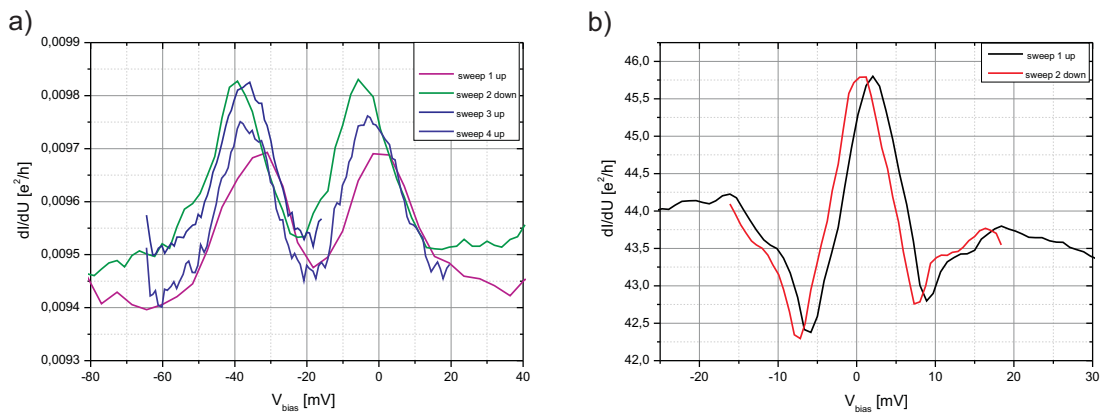 a)
0,0099
0,0098
0,0097
0,0096
0,0095
0,0094
0,0093
dI/dU [e²/h]
sweep 1 up
sweep 2 down
sweep 3 up
sweep 4 up
-80 -60 -40 -20 0 20 40
V_bias [mV]
b)
46,0
45,5
45,0
44,5
44,0
43,5
43,0
42,5
42,0
dI/dU [e²/h]
sweep 1 up
sweep 2 down
-20 -10 0 10 20 30
V_bias [mV]